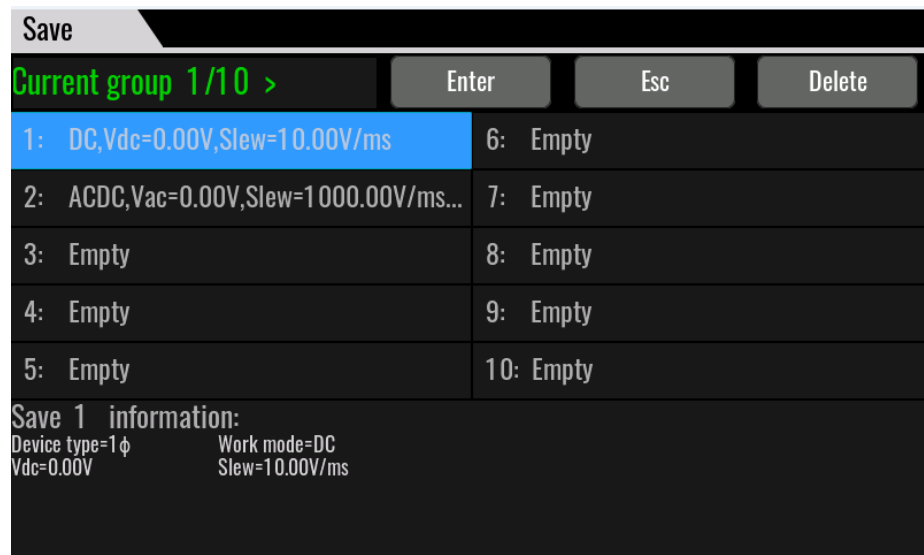 Save
Current group 1/10 > Enter Esc Delete
1: DC,Vdc=0.00V,Slew=10.00V/ms
2: ACDC,Vac=0.00V,Slew=1000.00V/ms...
3: Empty
4: Empty
5: Empty
6: Empty
7: Empty
8: Empty
9: Empty
10: Empty
Save 1 information:
Device type=1ϕ Work mode=DC
Vdc=0.00V Slew=10.00V/ms